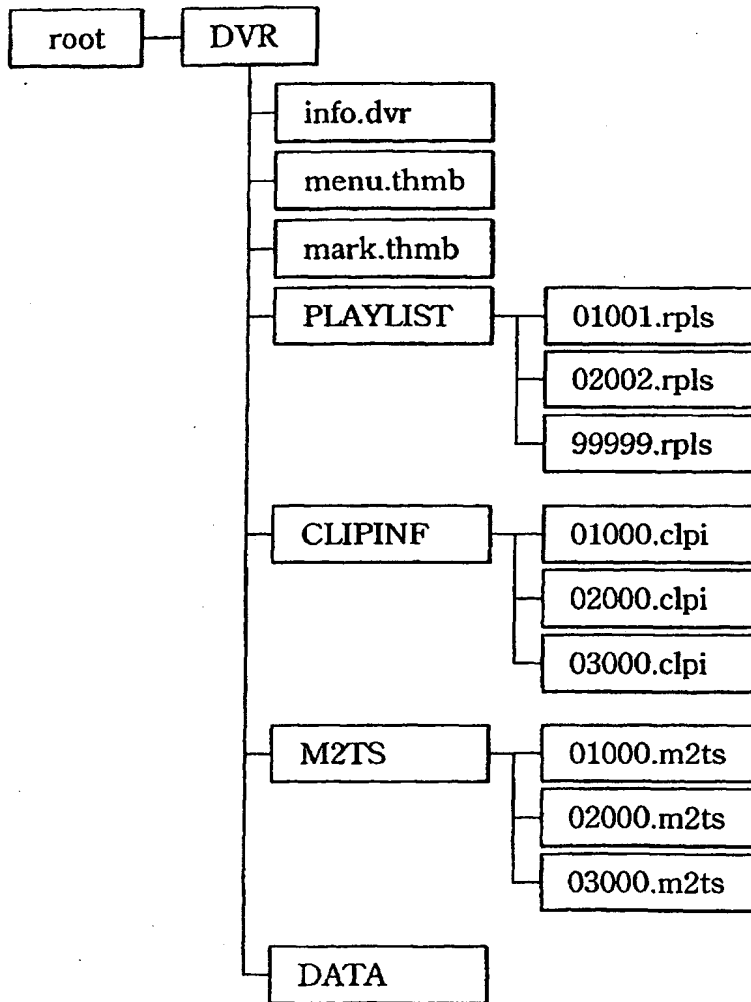 root
DVR
info.dvr
menu.thmb
mark.thmb
PLAYLIST
01001.rpls
02002.rpls
99999.rpls
CLIPINF
01000.clpi
02000.clpi
03000.clpi
M2TS
01000.m2ts
02000.m2ts
03000.m2ts
DATA